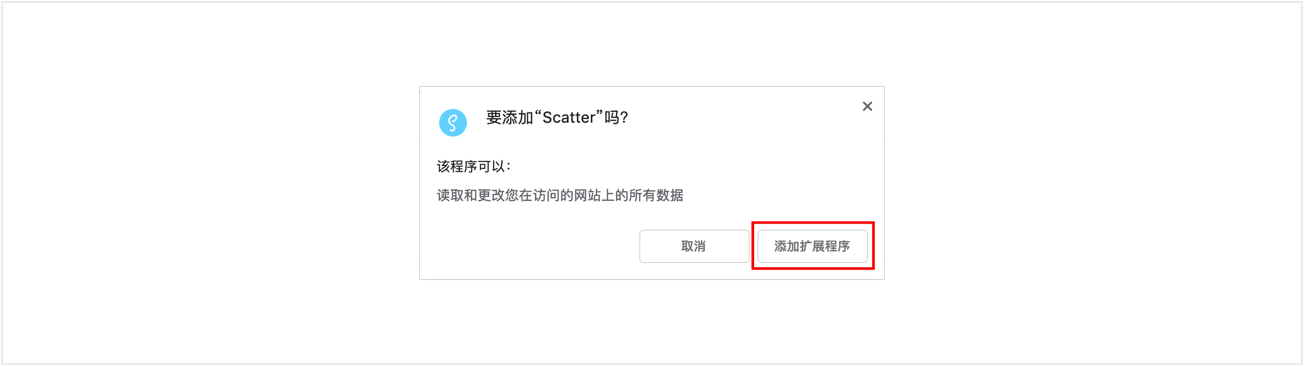 要添加“Scatter”吗?
该程序可以：
读取和更改您在访问的网站上的所有数据
取消
添加扩展程序